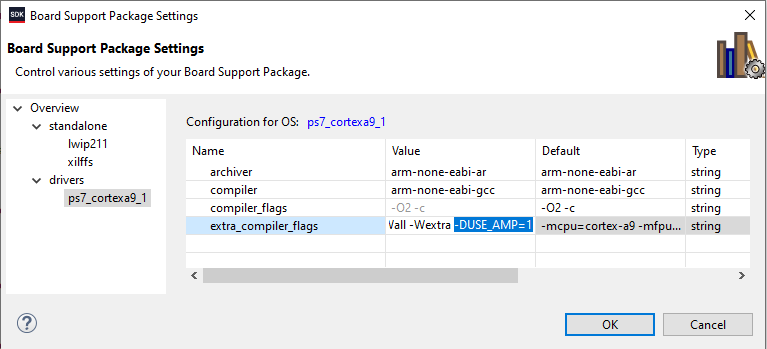 SDK Board Support Package Settings
Board Support Package Settings
Control various settings of your Board Support Package.
Overview
standalone
lwip211
xilffs
drivers
ps7_cortexa9_1
Configuration for OS: ps7_cortexa9_1
Name Value Default Type
archiver arm-none-eabi-ar arm-none-eabi-ar string
compiler arm-none-eabi-gcc arm-none-eabi-gcc string
compiler_flags -O2 -c -O2 -c string
extra_compiler_flags Wall -Wextra -DUSE_AMP=1 -mcpu=cortex-a9 -mfpu... string
?
OK Cancel